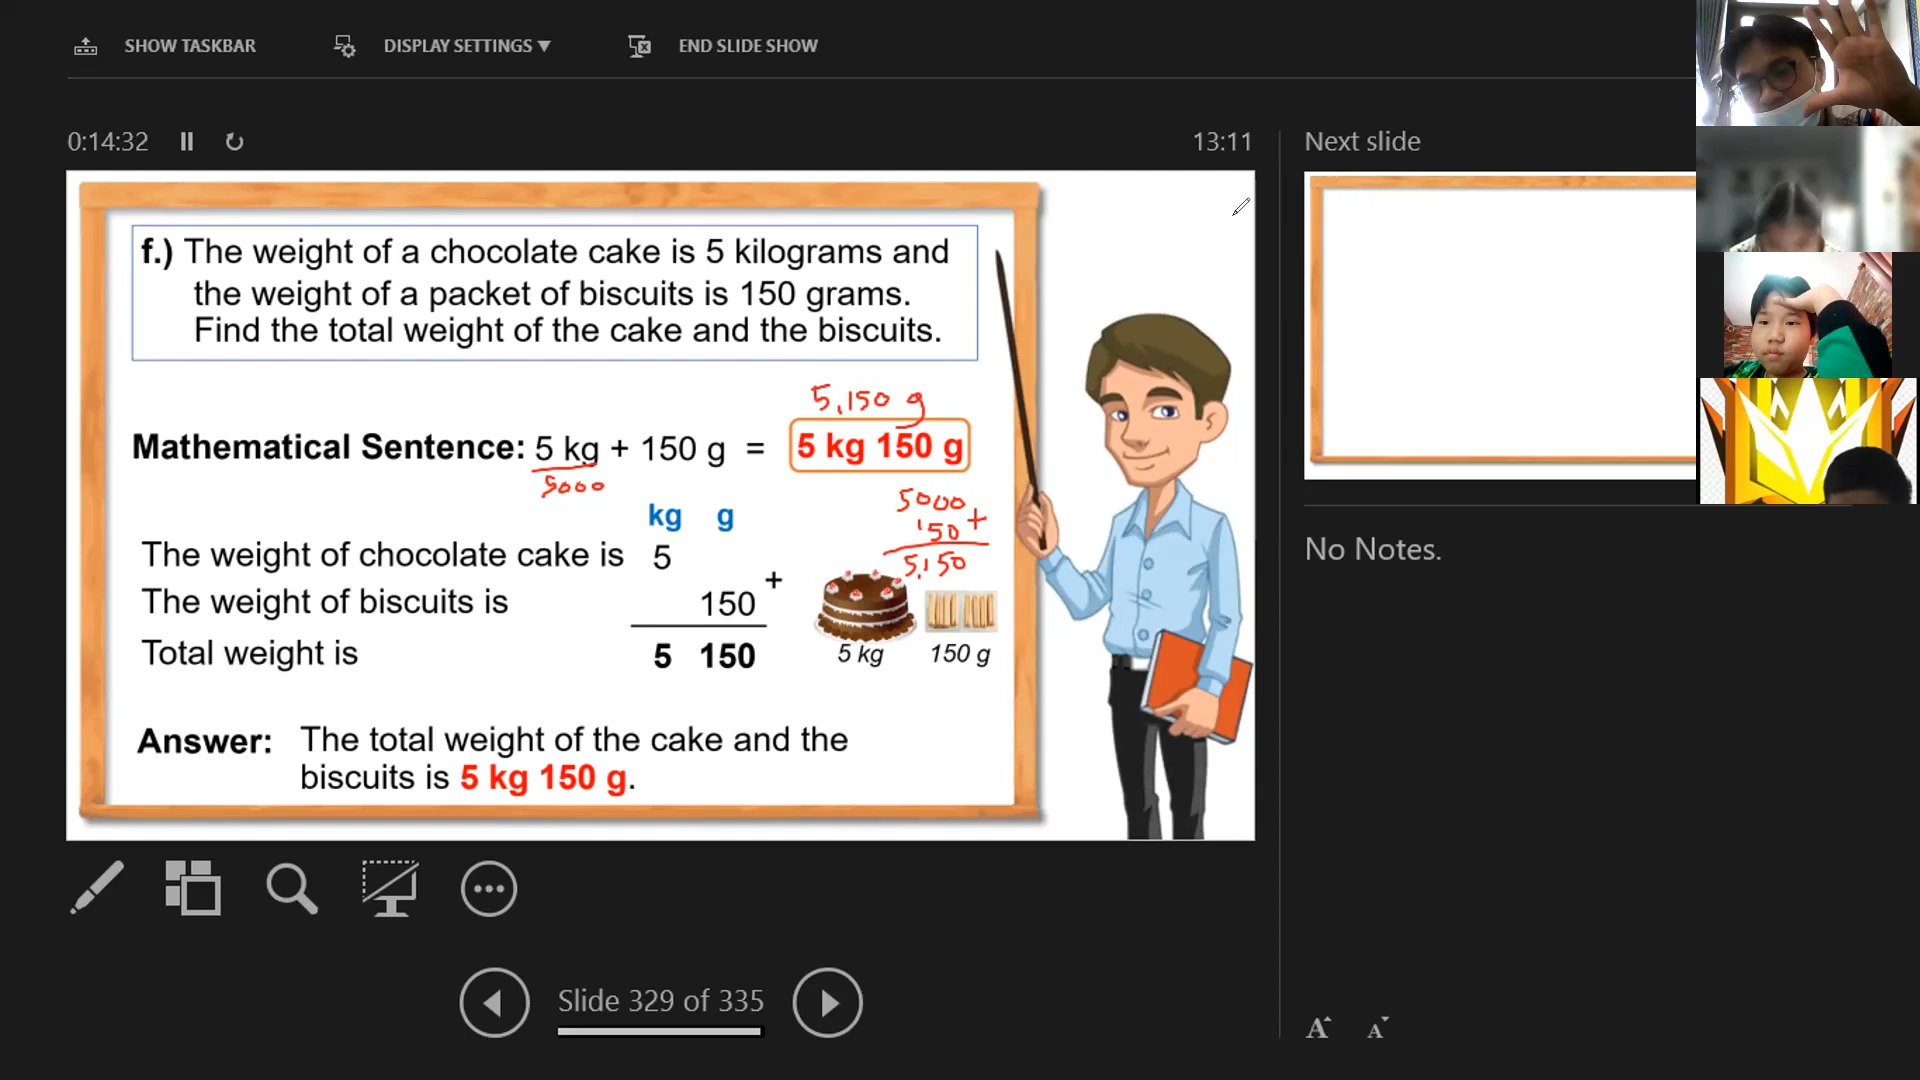 SHOW TASKBAR
DISPLAY SETTINGS ▼
END SLIDE SHOW
0:14:32
13:11
Next slide
f.) The weight of a chocolate cake is 5 kilograms and
the weight of a packet of biscuits is 150 grams.
Find the total weight of the cake and the biscuits.
5,150 g
Mathematical Sentence: 5 kg + 150 g = 5 kg 150 g
5000
kg g
5000
150 +
5,150
The weight of chocolate cake is 5
+
The weight of biscuits is 150
Total weight is 5 150
5 kg 150 g
Answer: The total weight of the cake and the
biscuits is 5 kg 150 g.
No Notes.
Slide 329 of 335
A A